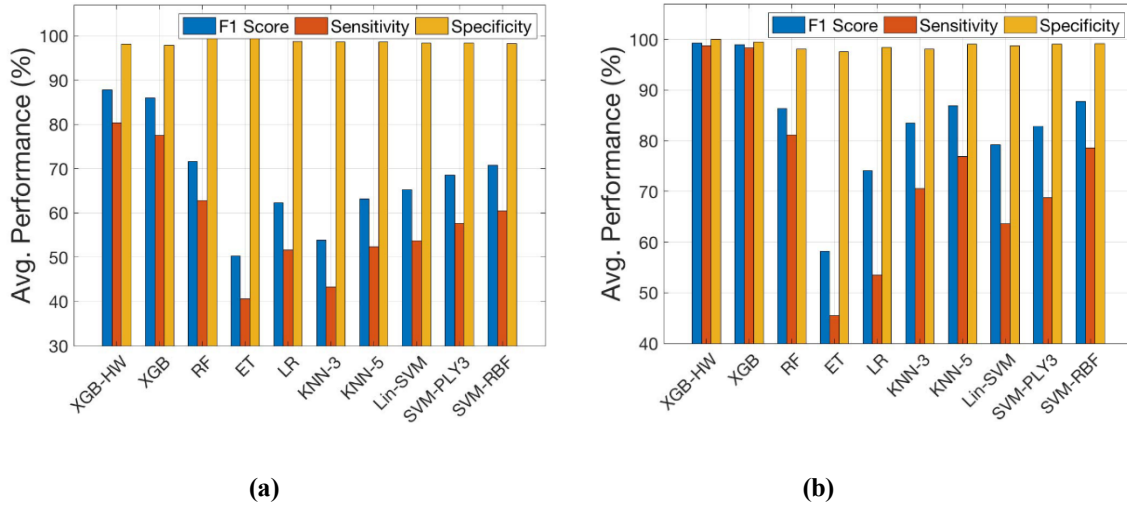 F1 Score Sensitivity Specificity
Avg. Performance (%)
100
90
80
70
60
50
40
30
XGB-HW XGB RF ET LR KNN-3 KNN-5 Lin-SVM SVM-PLY3 SVM-RBF
(a)
F1 Score Sensitivity Specificity
Avg. Performance (%)
100
90
80
70
60
50
40
XGB-HW XGB RF ET LR KNN-3 KNN-5 Lin-SVM SVM-PLY3 SVM-RBF
(b)